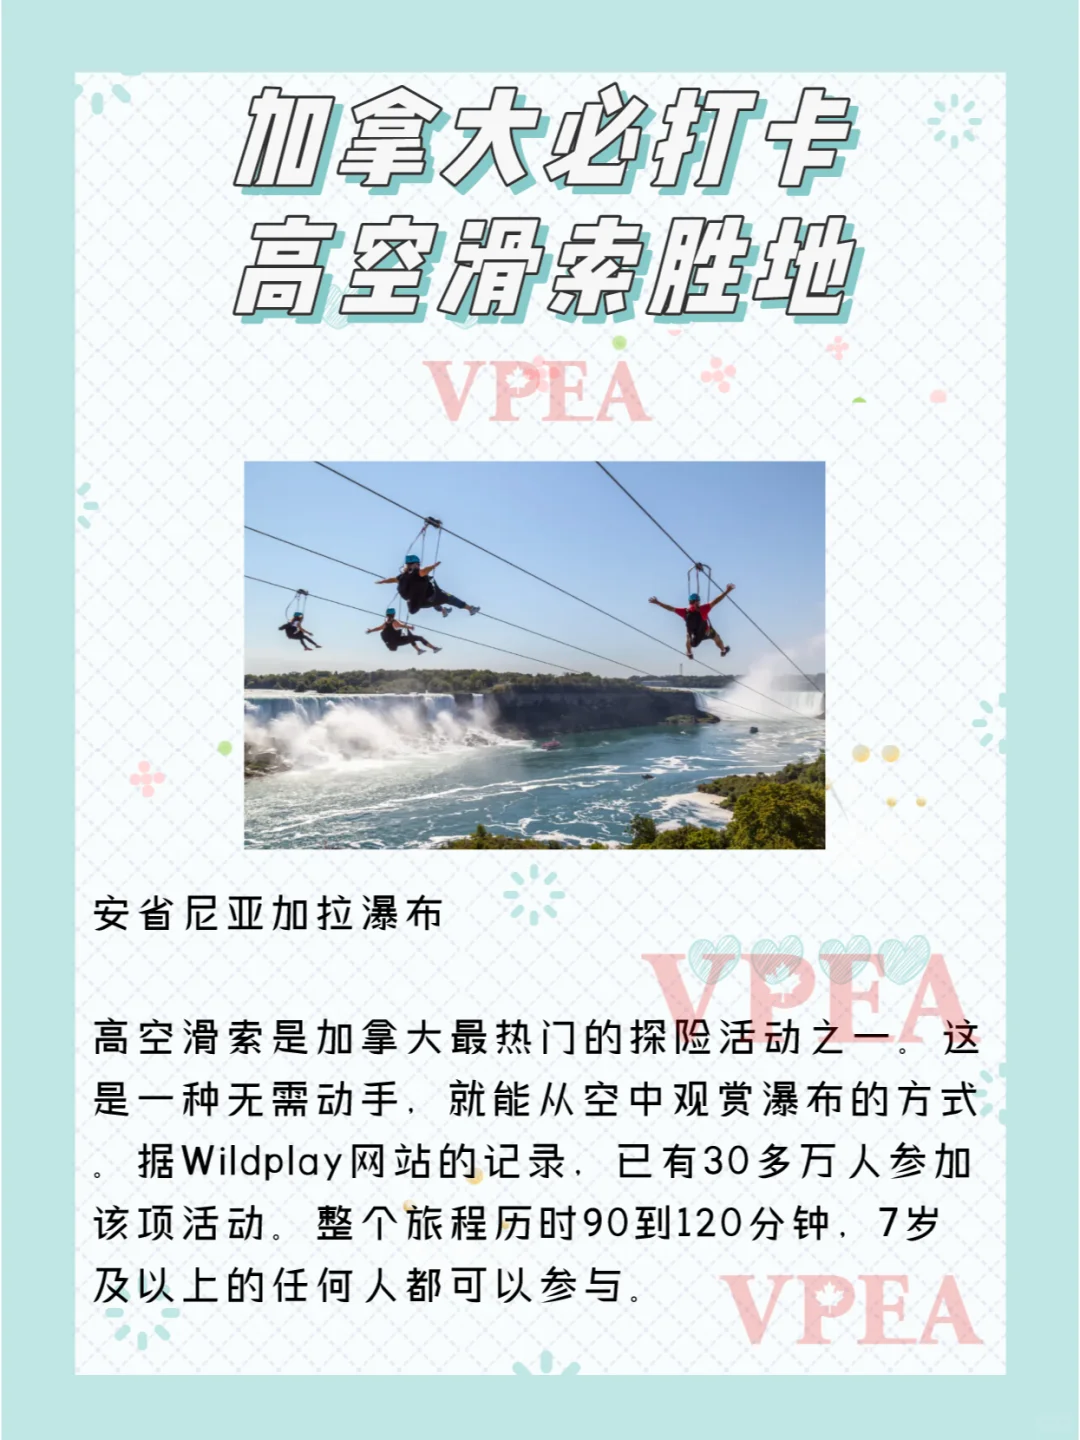 加拿大必打卡
高空滑索胜地
VPEA
安省尼亚加拉瀑布
VPEA
高空滑索是加拿大最热门的探险活动之一。这
是一种无需动手，就能从空中观赏瀑布的方式
。据Wildplay网站的记录，已有30多万人参加
该项活动。整个旅程历时90到120分钟，7岁
及以上的任何人都可以参与。
VPEA